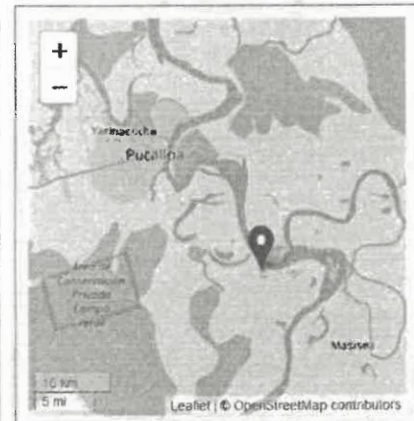 +
−
Yarinacocha
Pucallpa
Area de
Conservación
Privada
Campo
Verde
Masisea
10 km
5 mi
Leaflet | © OpenStreetMap contributors